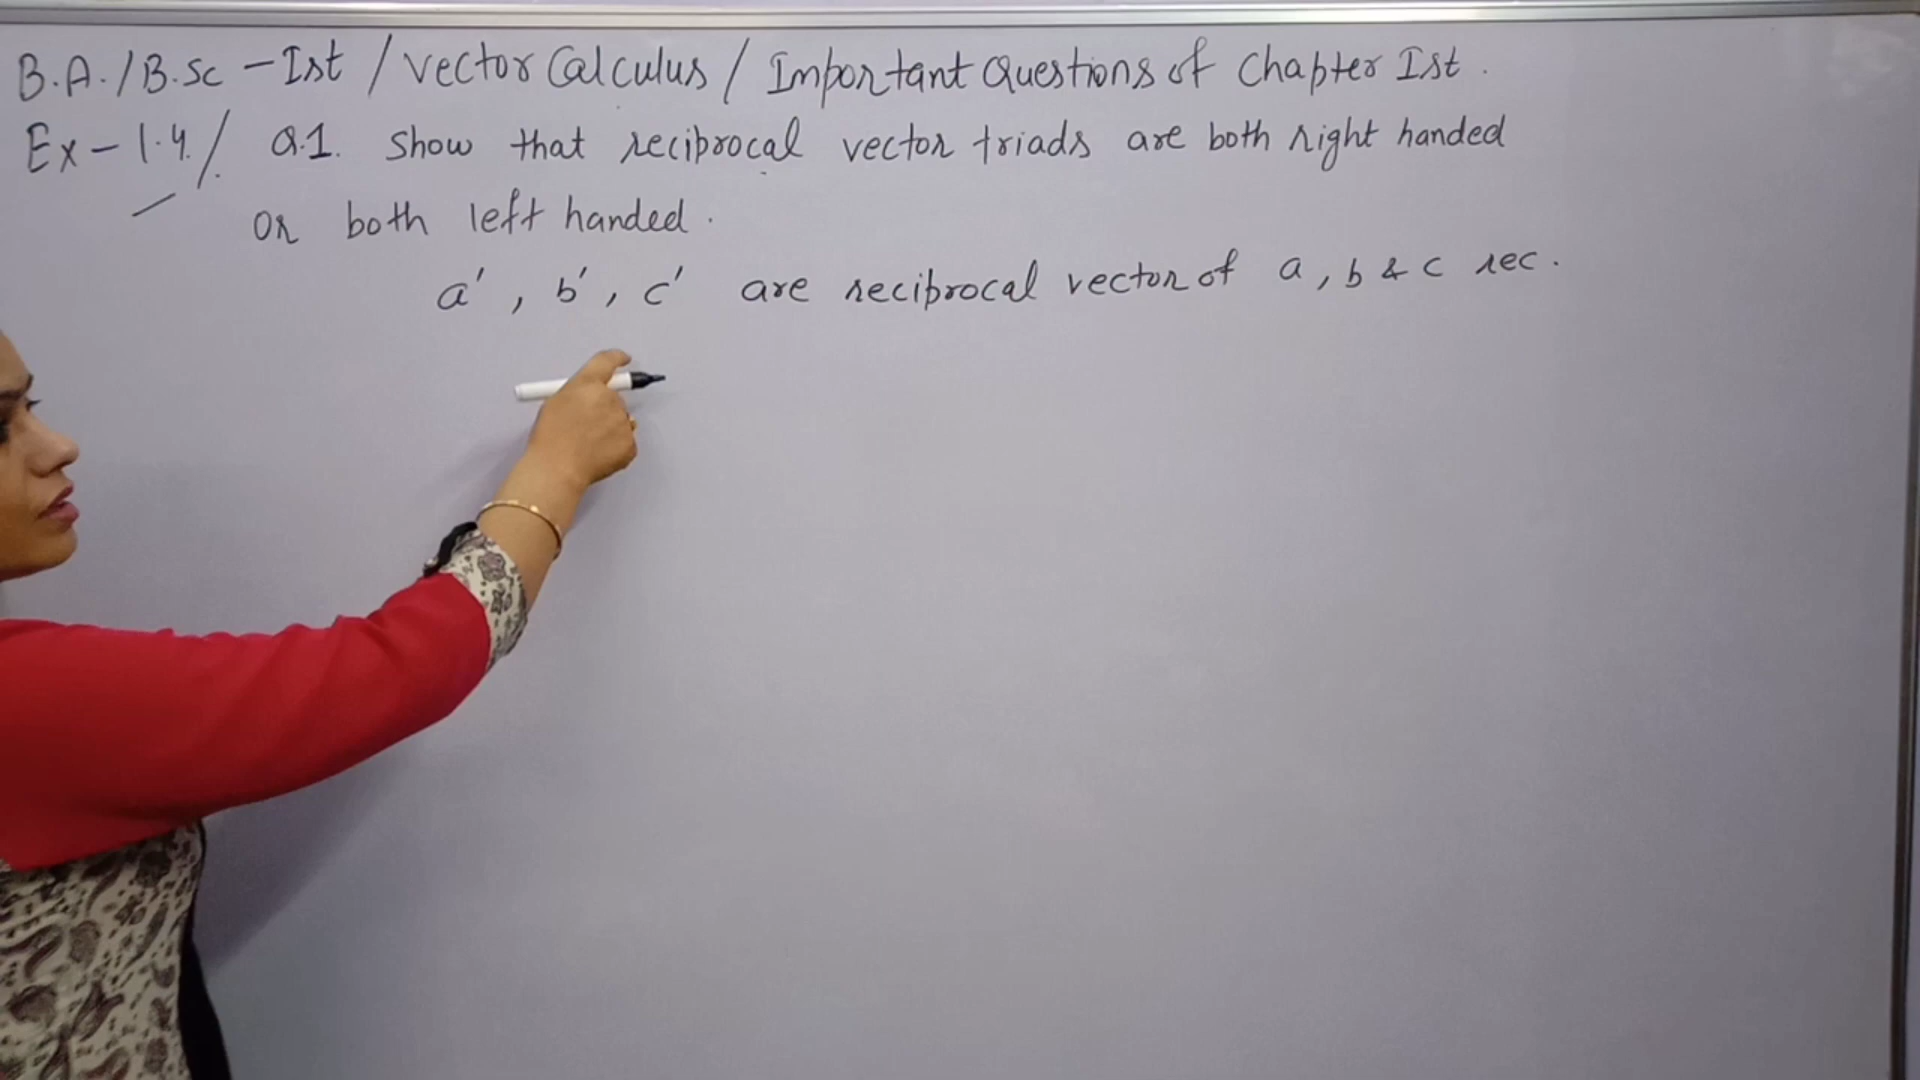 B.A./B.Sc - Ist / vector Calculus / Important Questions of Chapter Ist.
Ex - 1.4 / Q.1. Show that reciprocal vector triads are both right handed
or both left handed.
a' , b' , c' are reciprocal vector of a , b & c rec.